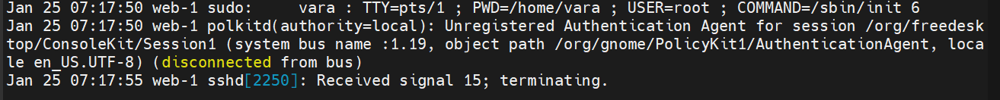 Jan 25 07:17:50 web-1 sudo:     vara : TTY=pts/1 ; PWD=/home/vara ; USER=root ; COMMAND=/sbin/init 6
Jan 25 07:17:50 web-1 polkitd(authority=local): Unregistered Authentication Agent for session /org/freedesk
top/ConsoleKit/Session1 (system bus name :1.19, object path /org/gnome/PolicyKit1/AuthenticationAgent, loca
le en_US.UTF-8) (disconnected from bus)
Jan 25 07:17:55 web-1 sshd[2250]: Received signal 15; terminating.